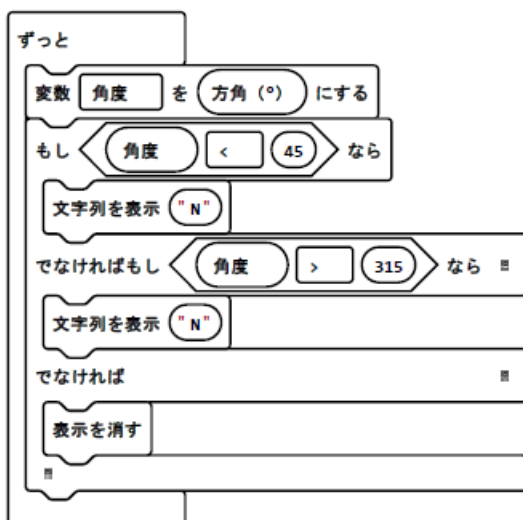 ずっと
変数 角度 を 方角 (°) にする
もし 角度 < 45 なら
文字列を表示 "N"
でなければもし 角度 > 315 なら
文字列を表示 "N"
でなければ
表示を消す